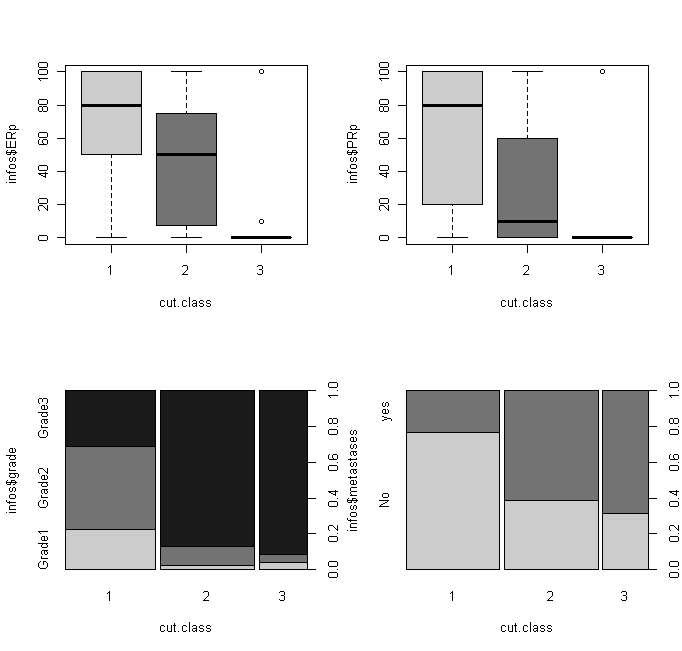 infos$ERp
0 20 40 60 80 100
1 2 3
cut.class
infos$PRp
0 20 40 60 80 100
1 2 3
cut.class
infos$grade
Grade1 Grade2 Grade3
0.0 0.2 0.4 0.6 0.8 1.0
1 2 3
cut.class
infos$metastases
No yes
0.0 0.2 0.4 0.6 0.8 1.0
1 2 3
cut.class